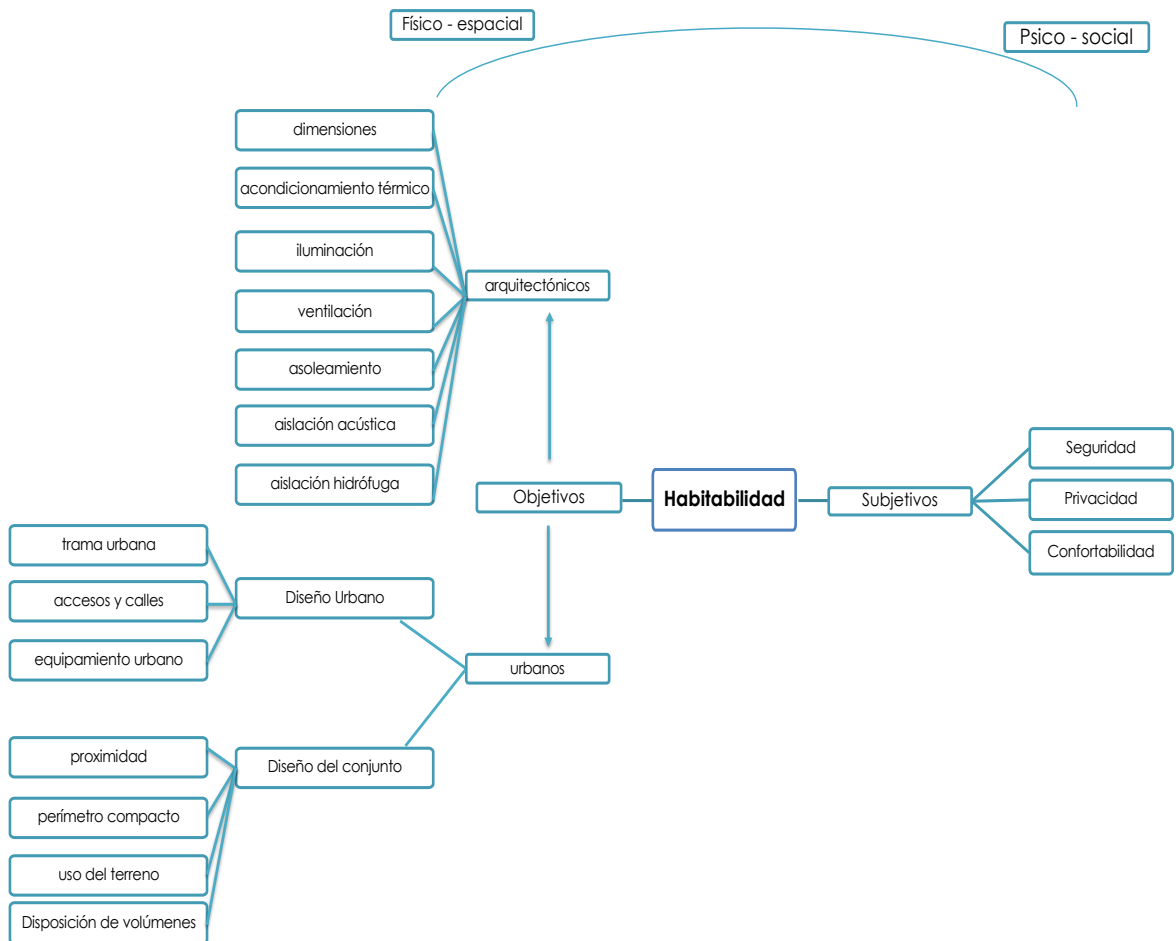 Físico - espacial
Psico - social
dimensiones
acondicionamiento térmico
iluminación
arquitectónicos
ventilación
asoleamiento
aislación acústica
aislación hidrófuga
Objetivos
Habitabilidad
Subjetivos
Seguridad
Privacidad
Confortabilidad
trama urbana
accesos y calles
equipamiento urbano
Diseño Urbano
urbanos
proximidad
Diseño del conjunto
perímetro compacto
uso del terreno
Disposición de volúmenes